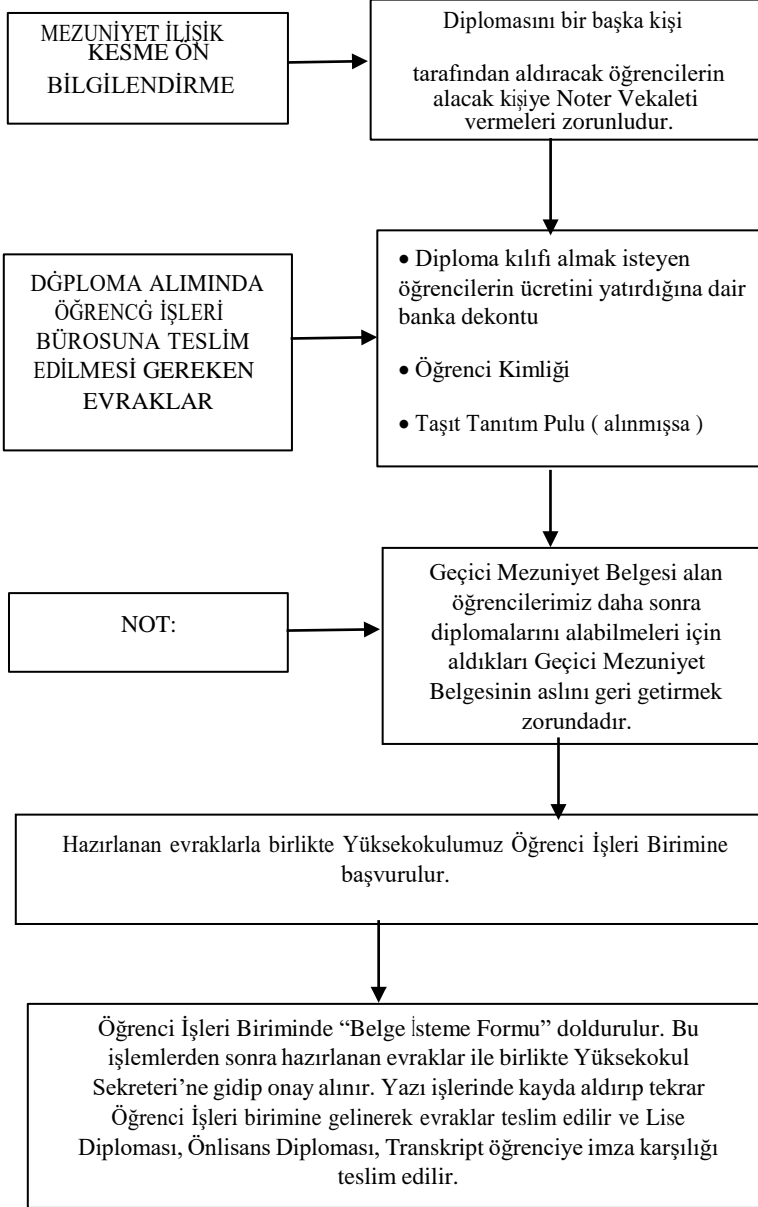 MEZUNİYET İLİŞİK
KESME ÖN
BİLGİLENDİRME
Diplomasını bir başka kişi
tarafından aldıracak öğrencilerin
alacak kişiye Noter Vekaleti
vermeleri zorunludur.
DĠPLOMA ALIMINDA
ÖĞRENCĠ İŞLERİ
BÜROSUNA TESLİM
EDİLMESİ GEREKEN
EVRAKLAR
• Diploma kılıfı almak isteyen
öğrencilerin ücretini yatırdığına dair
banka dekontu
• Öğrenci Kimliği
• Taşıt Tanıtım Pulu ( alınmışsa )
NOT:
Geçici Mezuniyet Belgesi alan
öğrencilerimiz daha sonra
diplomalarını alabilmeleri için
aldıkları Geçici Mezuniyet
Belgesinin aslını geri getirmek
zorundadır.
Hazırlanan evraklarla birlikte Yüksekokulumuz Öğrenci İşleri Birimine
başvurulur.
Öğrenci İşleri Biriminde “Belge İsteme Formu” doldurulur. Bu
işlemlerden sonra hazırlanan evraklar ile birlikte Yüksekokul
Sekreteri’ne gidip onay alınır. Yazı işlerinde kayda aldırıp tekrar
Öğrenci İşleri birimine gelinerek evraklar teslim edilir ve Lise
Diploması, Önlisans Diploması, Transkript öğrenciye imza karşılığı
teslim edilir.